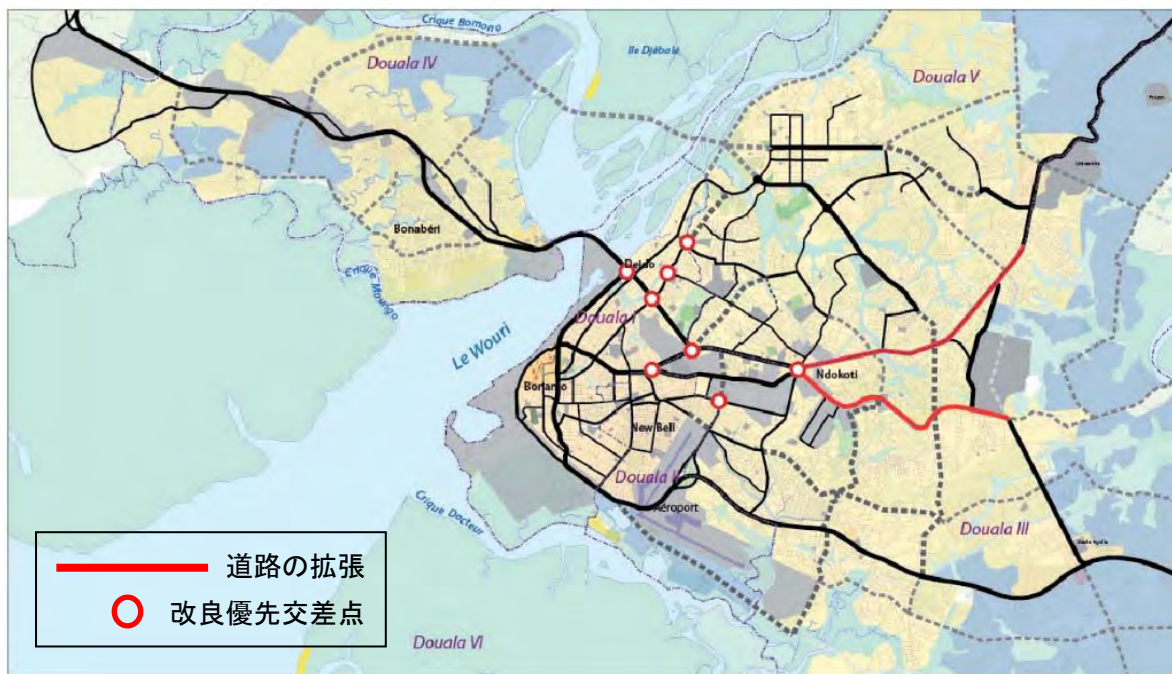 Crique Bomono
Ile Djébalé
Douala IV
Douala V
Bonabéri
Crique Moungo
Le Wouri
Douala I
Ndokoti
Bonanjo
New Bell
Douala II
Aéroport
Crique Docteur
Douala III
Douala VI
道路の拡張
改良優先交差点